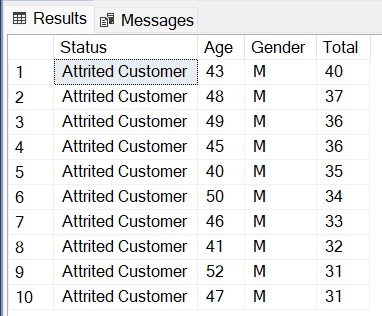 Results Messages
Status Age Gender Total
1 Attrited Customer 43 M 40
2 Attrited Customer 48 M 37
3 Attrited Customer 49 M 36
4 Attrited Customer 45 M 36
5 Attrited Customer 40 M 35
6 Attrited Customer 50 M 34
7 Attrited Customer 46 M 33
8 Attrited Customer 41 M 32
9 Attrited Customer 52 M 31
10 Attrited Customer 47 M 31